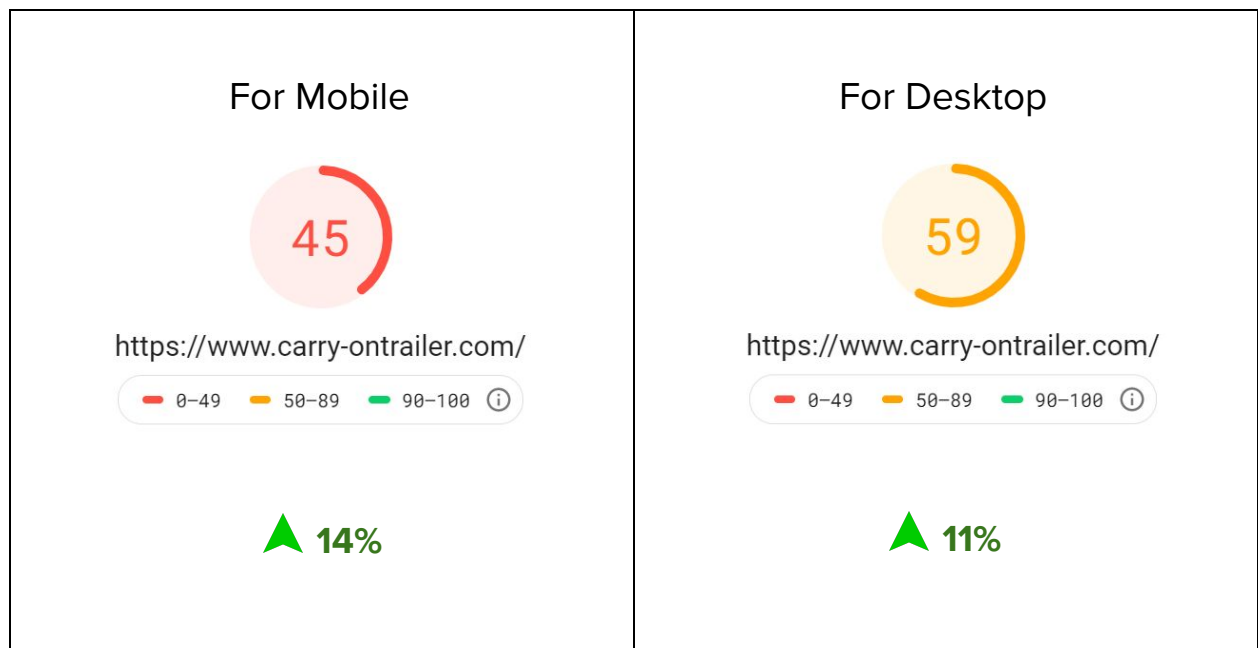 For Mobile
45
https://www.carry-ontrailer.com/
0–49 50–89 90–100
14%
For Desktop
59
https://www.carry-ontrailer.com/
0–49 50–89 90–100
11%